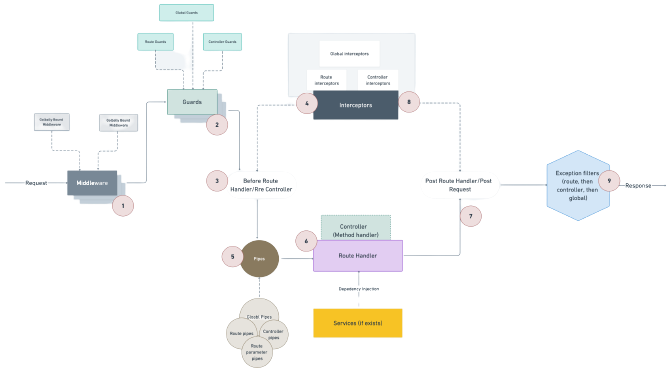 Global Guards
Route Guards
Controller Guards
Global interceptors
Route
interceptors
Controller
interceptors
Guards
4
Interceptors
8
Globally Bound
Middleware
Globally Bound
Middleware
2
Request
Middleware
1
3
Before Route
Handler/Rre Controller
Post Route Handler/Post
Request
Exception filters
(route, then
controller, then
global)
9
Response
7
Controller
(Method handler)
6
Route Handler
5
Pipes
Depedency Injection
Pipes
Route pipes
Controller
pipes
Route
parameter
pipes
Services (if exists)